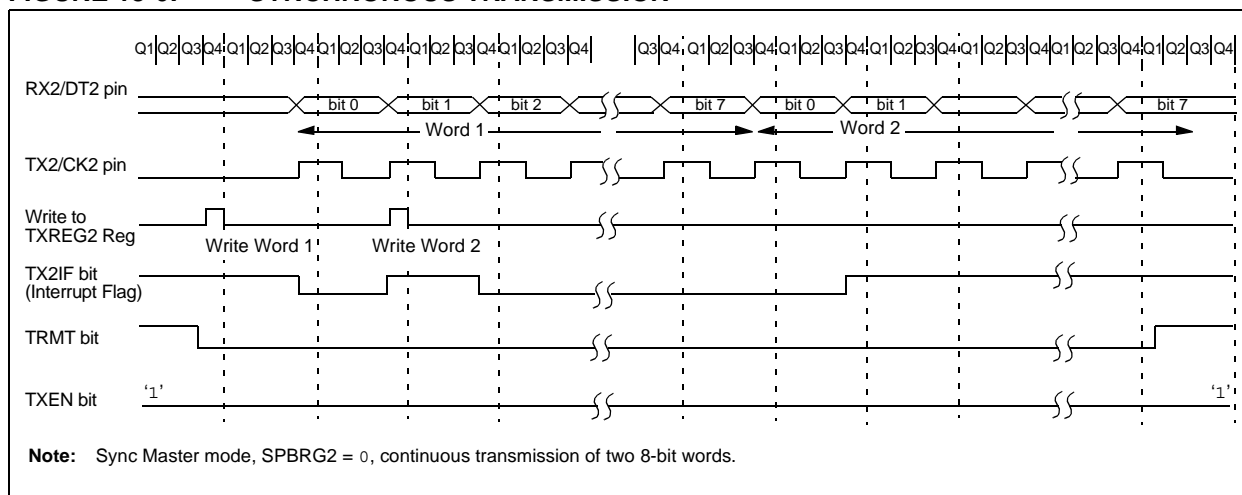 FIGURE SYNCHRONOUS TRANSMISSION
Q1 Q2 Q3 Q4 Q1 Q2 Q3 Q4 Q1 Q2 Q3 Q4 Q1 Q2 Q3 Q4 Q1 Q2 Q3 Q4 Q3 Q4 Q1 Q2 Q3 Q4 Q1 Q2 Q3 Q4 Q1 Q2 Q3 Q4 Q1 Q2 Q3 Q4 Q1 Q2 Q3 Q4 Q1 Q2 Q3 Q4
RX2/DT2 pin
bit 0 bit 1 bit 2 bit 7 bit 0 bit 1 bit 7
Word 1 Word 2
TX2/CK2 pin
Write to
TXREG2 Reg
Write Word 1 Write Word 2
TX2IF bit
(Interrupt Flag)
TRMT bit
‘1’ ‘1’
TXEN bit
Note: Sync Master mode, SPBRG2 = 0, continuous transmission of two 8-bit words.